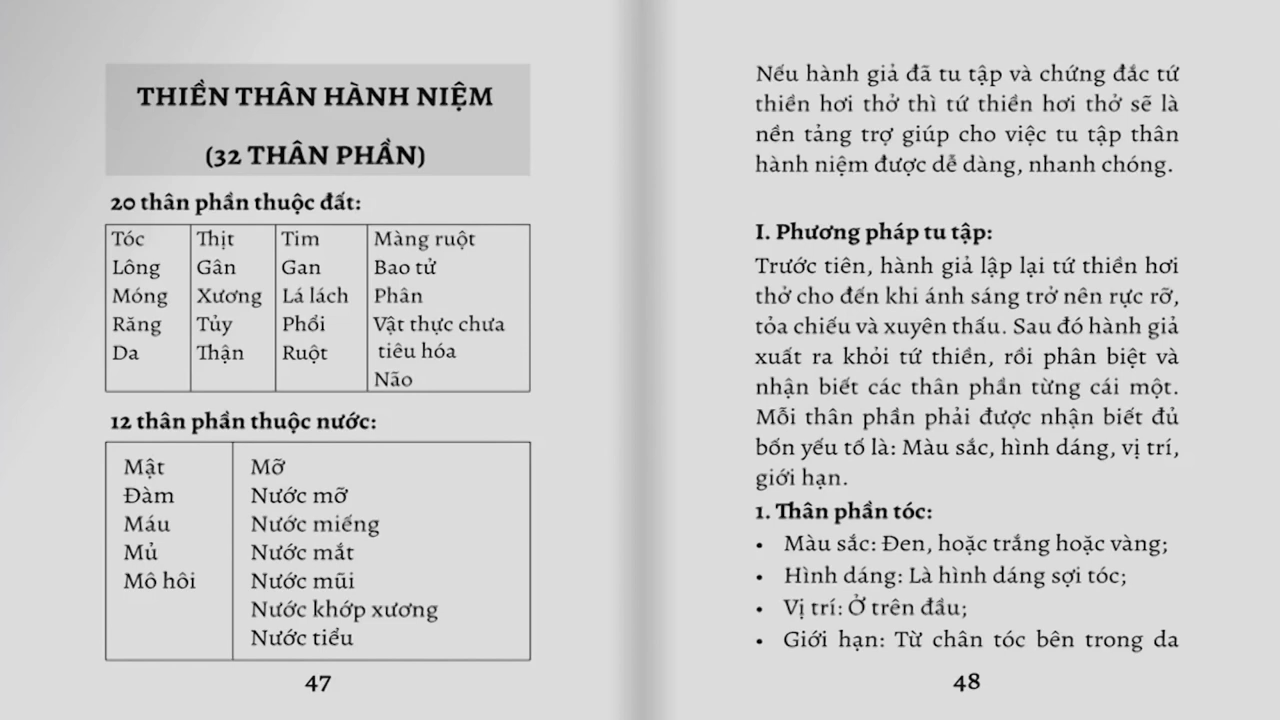 THIỀN THÂN HÀNH NIỆM
(32 THÂN PHẦN)
20 thân phần thuộc đất:
Tóc
Lông
Móng
Răng
Da
Thịt
Gân
Xương
Tủy
Thận
Tim
Gan
Lá lách
Phổi
Ruột
Màng ruột
Bao tử
Phân
Vật thực chưa
tiêu hóa
Não
12 thân phần thuộc nước:
Mật
Đàm
Máu
Mủ
Mô hôi
Mỡ
Nước mỡ
Nước miếng
Nước mắt
Nước mũi
Nước khớp xương
Nước tiểu
47
Nếu hành giả đã tu tập và chứng đắc tứ
thiền hơi thở thì tứ thiền hơi thở sẽ là
nền tảng trợ giúp cho việc tu tập thân
hành niệm được dễ dàng, nhanh chóng.
I. Phương pháp tu tập:
Trước tiên, hành giả lập lại tứ thiền hơi
thở cho đến khi ánh sáng trở nên rực rỡ,
tỏa chiếu và xuyên thấu. Sau đó hành giả
xuất ra khỏi tứ thiền, rồi phân biệt và
nhận biết các thân phần từng cái một.
Mỗi thân phần phải được nhận biết đủ
bốn yếu tố là: Màu sắc, hình dáng, vị trí,
giới hạn.
1. Thân phần tóc:
• Màu sắc: Đen, hoặc trắng hoặc vàng;
• Hình dáng: Là hình dáng sợi tóc;
• Vị trí: Ở trên đầu;
• Giới hạn: Từ chân tóc bên trong da
48